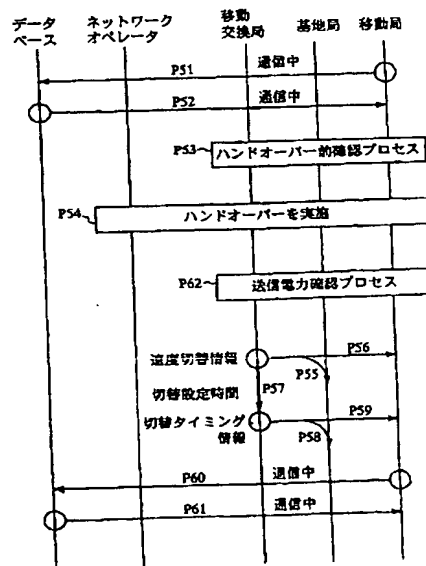 データ
ベース
ネットワーク
オペレータ
移動
交換局
基地局
移動局
P51
通信中
P52
通信中
P53
ハンドオーバー的確認プロセス
P54
ハンドオーバーを実施
P62
送信電力確認プロセス
速度切替情報
P56
P55
切替設定時間
P57
切替タイミング
情報
P59
P58
P60
通信中
P61
通信中